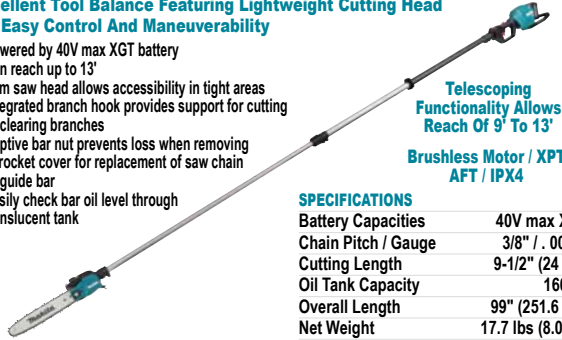 ellent Tool Balance Featuring Lightweight Cutting Head
Easy Control And Maneuverability
wered by 40V max XGT battery
n reach up to 13'
m saw head allows accessibility in tight areas
egrated branch hook provides support for cutting
clearing branches
ptive bar nut prevents loss when removing
rocket cover for replacement of saw chain
guide bar
sily check bar oil level through
nslucent tank
Telescoping
Functionality Allows
Reach Of 9' To 13'
Brushless Motor / XPT
AFT / IPX4
SPECIFICATIONS
Battery Capacities 40V max X
Chain Pitch / Gauge 3/8" / . 00
Cutting Length 9-1/2" (24
Oil Tank Capacity 160
Overall Length 99" (251.6
Net Weight 17.7 lbs (8.0
makita